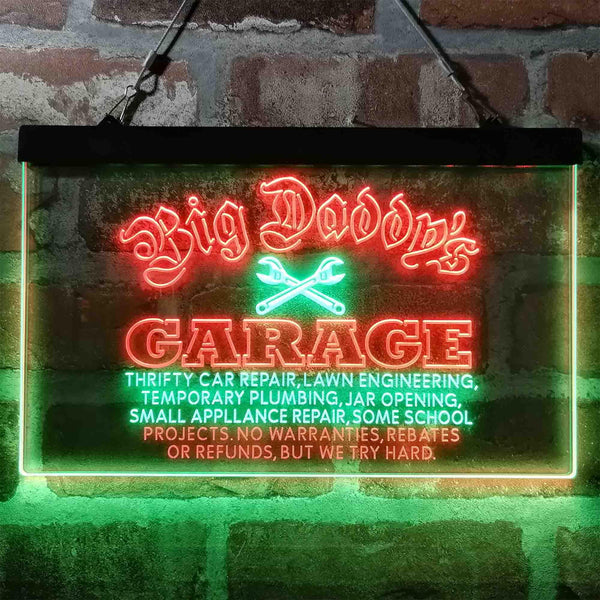 Big Daddy's
GARAGE
THRIFTY CAR REPAIR, LAWN ENGINEERING,
TEMPORARY PLUMBING, JAR OPENING,
SMALL APPLLANCE REPAIR, SOME SCHOOL
PROJECTS. NO WARRANTIES, REBATES
OR REFUNDS, BUT WE TRY HARD.